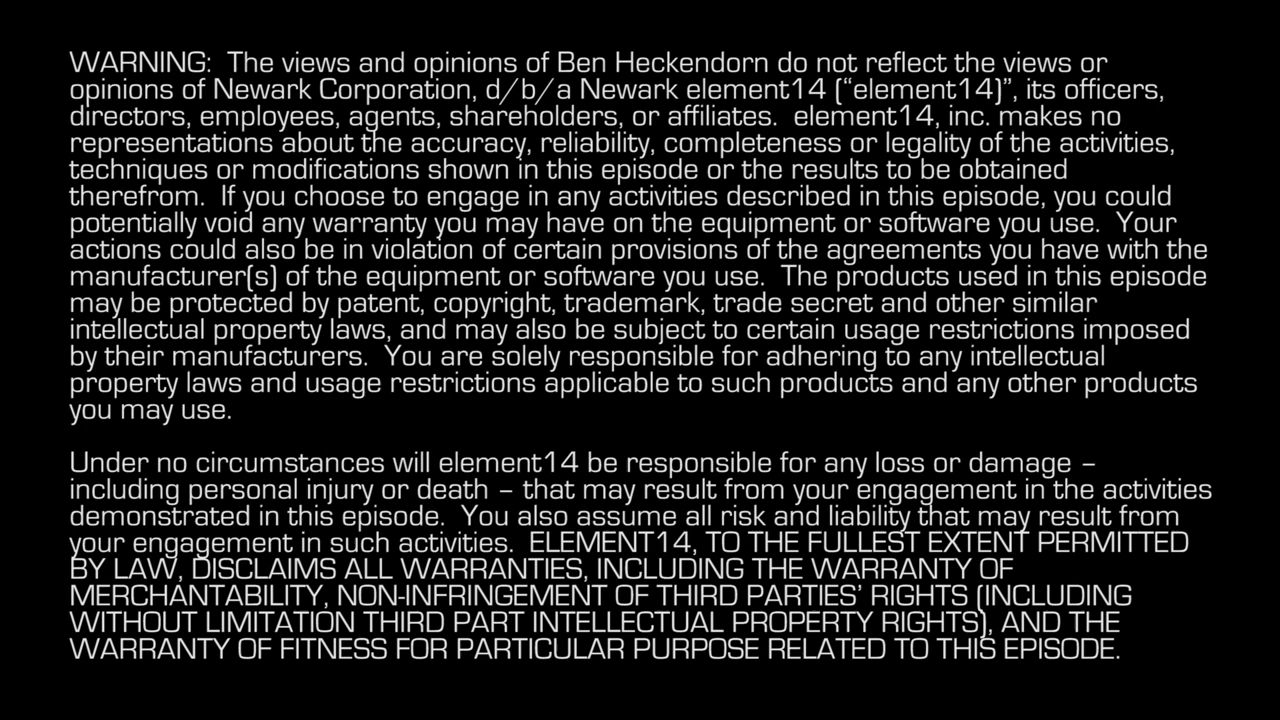 WARNING:  The views and opinions of Ben Heckendorn do not reflect the views or
opinions of Newark Corporation, d/b/a Newark element14 (“element14)”, its officers,
directors, employees, agents, shareholders, or affiliates.  element14, inc. makes no
representations about the accuracy, reliability, completeness or legality of the activities,
techniques or modifications shown in this episode or the results to be obtained
therefrom.  If you choose to engage in any activities described in this episode, you could
potentially void any warranty you may have on the equipment or software you use.  Your
actions could also be in violation of certain provisions of the agreements you have with the
manufacturer(s) of the equipment or software you use.  The products used in this episode
may be protected by patent, copyright, trademark, trade secret and other similar
intellectual property laws, and may also be subject to certain usage restrictions imposed
by their manufacturers.  You are solely responsible for adhering to any intellectual
property laws and usage restrictions applicable to such products and any other products
you may use.

Under no circumstances will element14 be responsible for any loss or damage –
including personal injury or death – that may result from your engagement in the activities
demonstrated in this episode.  You also assume all risk and liability that may result from
your engagement in such activities.  ELEMENT14, TO THE FULLEST EXTENT PERMITTED
BY LAW, DISCLAIMS ALL WARRANTIES, INCLUDING THE WARRANTY OF
MERCHANTABILITY, NON-INFRINGEMENT OF THIRD PARTIES’ RIGHTS (INCLUDING
WITHOUT LIMITATION THIRD PART INTELLECTUAL PROPERTY RIGHTS), AND THE
WARRANTY OF FITNESS FOR PARTICULAR PURPOSE RELATED TO THIS EPISODE.